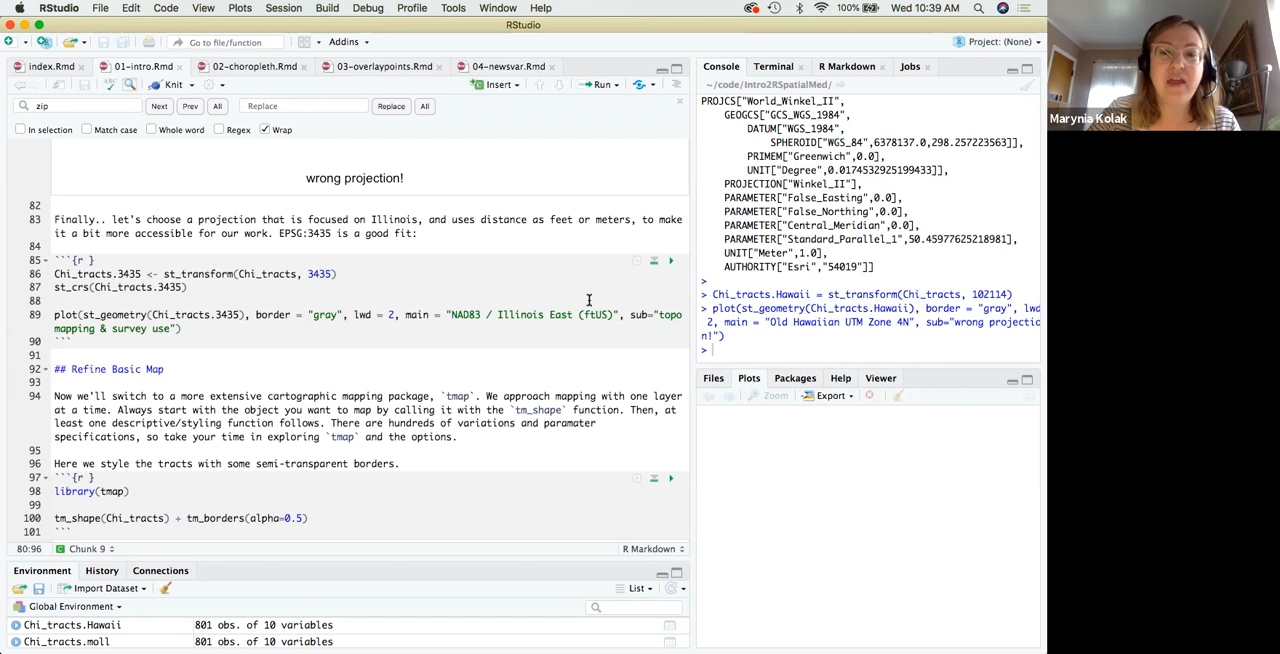 RStudio File Edit Code View Plots Session Build Debug Profile Tools Window Help 100% Wed 10:39 AM
RStudio
Go to file/function Addins Project: (None)
index.Rmd 01-intro.Rmd 02-choropleth.Rmd 03-overlaypoints.Rmd 04-newsvar.Rmd
Knit Insert Run
zip Next Prev All Replace Replace All
In selection Match case Whole word Regex Wrap
wrong projection!
82
83 Finally.. let's choose a projection that is focused on Illinois, and uses distance as feet or meters, to make
it a bit more accessible for our work. EPSG:3435 is a good fit:
84
85 ```{r }
86 Chi_tracts.3435 <- st_transform(Chi_tracts, 3435)
87 st_crs(Chi_tracts.3435)
88
89 plot(st_geometry(Chi_tracts.3435), border = "gray", lwd = 2, main = "NAD83 / Illinois East (ftUS)", sub="topo
mapping & survey use")
90 ```
91
92 ## Refine Basic Map
93
94 Now we'll switch to a more extensive cartographic mapping package, `tmap`. We approach mapping with one layer
at a time. Always start with the object you want to map by calling it with the `tm_shape` function. Then, at
least one descriptive/styling function follows. There are hundreds of variations and paramater
specifications, so take your time in exploring `tmap` and the options.
95
96 Here we style the tracts with some semi-transparent borders.
97 ```{r }
98 library(tmap)
99
100 tm_shape(Chi_tracts) + tm_borders(alpha=0.5)
101 ```
80:96 Chunk 9 R Markdown
Environment History Connections
Import Dataset List
Global Environment
Chi_tracts.Hawaii 801 obs. of 10 variables
Chi_tracts.moll 801 obs. of 10 variables
Console Terminal R Markdown Jobs
~/code/Intro2RSpatialMed/
PROJCS["World_Winkel_II",
GEOGCS["GCS_WGS_1984",
DATUM["WGS_1984",
SPHEROID["WGS_84",6378137.0,298.257223563]],
PRIMEM["Greenwich",0.0],
UNIT["Degree",0.0174532925199433]],
PROJECTION["Winkel_II"],
PARAMETER["False_Easting",0.0],
PARAMETER["False_Northing",0.0],
PARAMETER["Central_Meridian",0.0],
PARAMETER["Standard_Parallel_1",50.45977625218981],
UNIT["Meter",1.0],
AUTHORITY["Esri","54019"]]
>
> Chi_tracts.Hawaii = st_transform(Chi_tracts, 102114)
> plot(st_geometry(Chi_tracts.Hawaii), border = "gray", lwd =
2, main = "Old Hawaiian UTM Zone 4N", sub="wrong projectio
n!")
>
Files Plots Packages Help Viewer
Zoom Export
Marynia Kolak